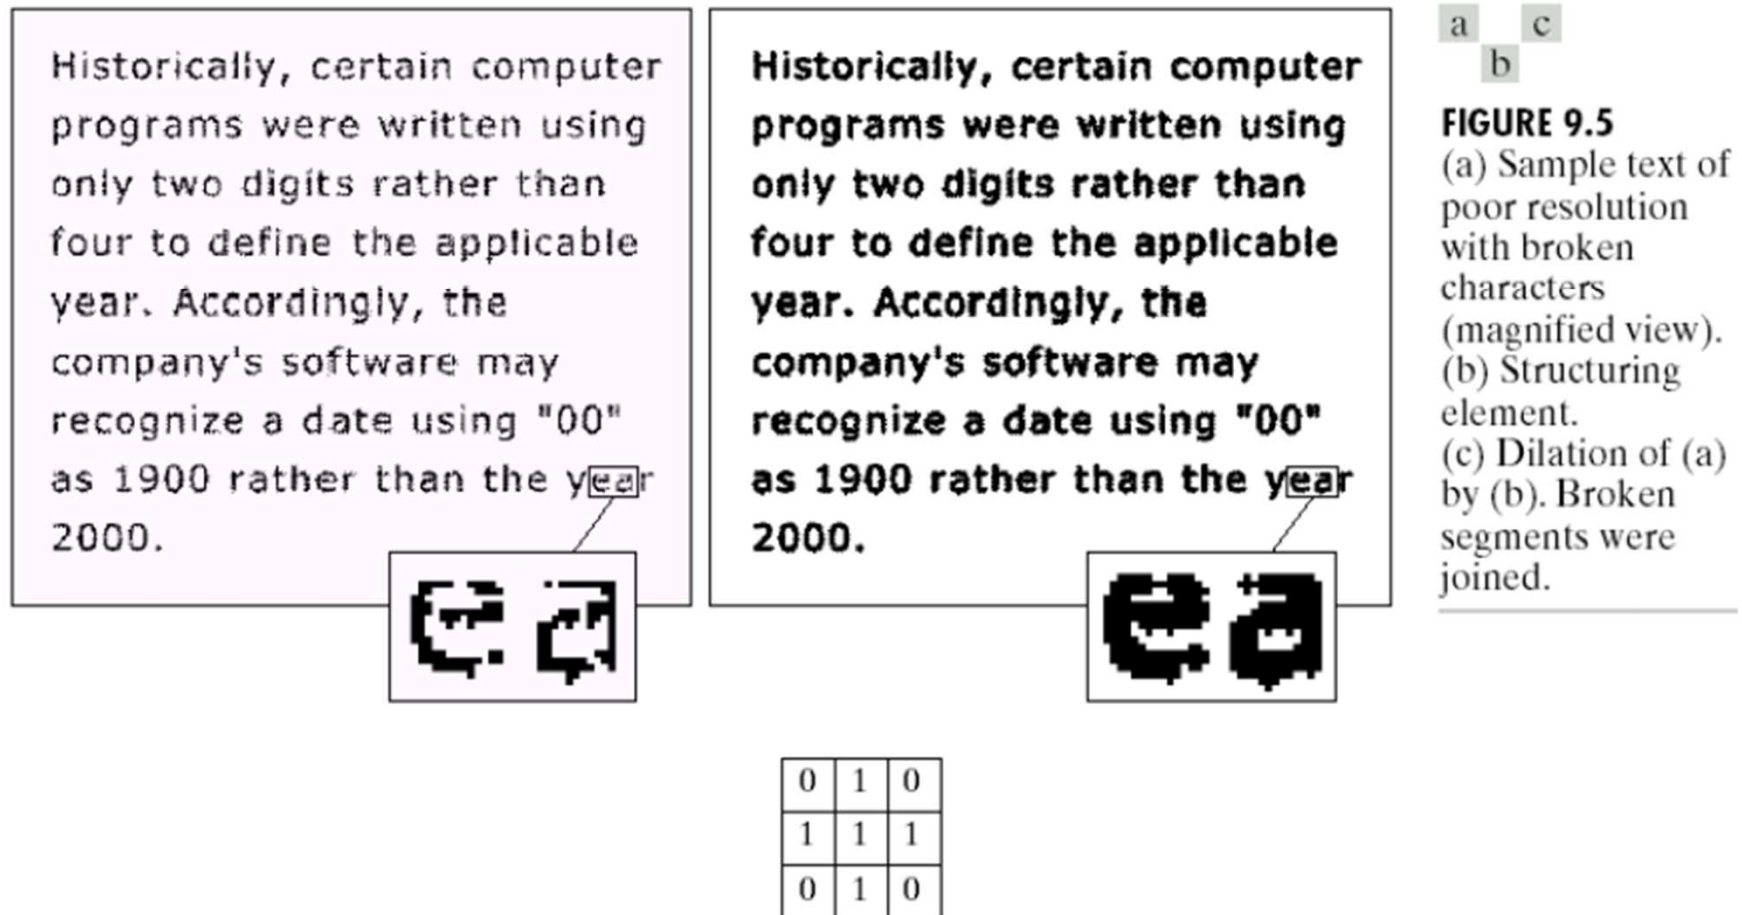 Historically, certain computer
programs were written using
only two digits rather than
four to define the applicable
year. Accordingly, the
company's software may
recognize a date using "00"
as 1900 rather than the year
2000.
ea
Historically, certain computer
programs were written using
only two digits rather than
four to define the applicable
year. Accordingly, the
company's software may
recognize a date using "00"
as 1900 rather than the year
2000.
ea
a c
b
FIGURE 9.5
(a) Sample text of
poor resolution
with broken
characters
(magnified view).
(b) Structuring
element.
(c) Dilation of (a)
by (b). Broken
segments were
joined.
0 1 0
1 1 1
0 1 0